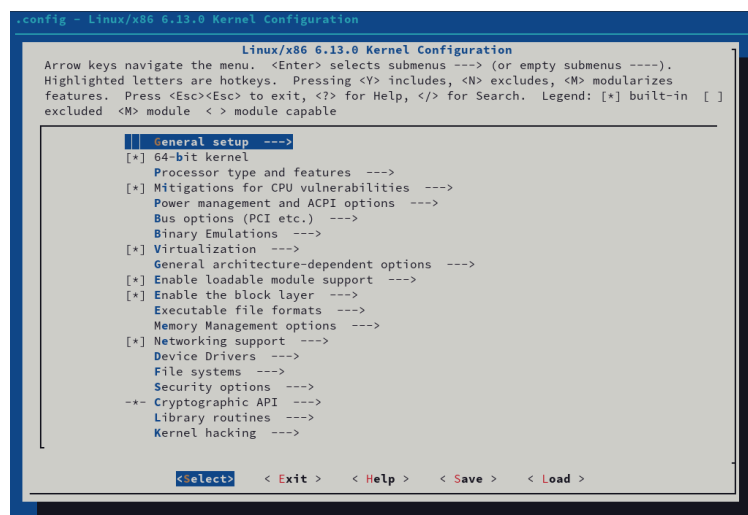 .config - Linux/x86 6.13.0 Kernel Configuration
Linux/x86 6.13.0 Kernel Configuration
Arrow keys navigate the menu.  <Enter> selects submenus ---> (or empty submenus ----).
Highlighted letters are hotkeys.  Pressing <Y> includes, <N> excludes, <M> modularizes
features.  Press <Esc><Esc> to exit, <?> for Help, </> for Search.  Legend: [*] built-in  [ ]
excluded  <M> module  < > module capable
General setup  --->
[*] 64-bit kernel
Processor type and features  --->
[*] Mitigations for CPU vulnerabilities  --->
Power management and ACPI options  --->
Bus options (PCI etc.)  --->
Binary Emulations  --->
[*] Virtualization  --->
General architecture-dependent options  --->
[*] Enable loadable module support  --->
[*] Enable the block layer  --->
Executable file formats  --->
Memory Management options  --->
[*] Networking support  --->
Device Drivers  --->
File systems  --->
Security options  --->
-*- Cryptographic API  --->
Library routines  --->
Kernel hacking  --->
<Select>    < Exit >    < Help >    < Save >    < Load >